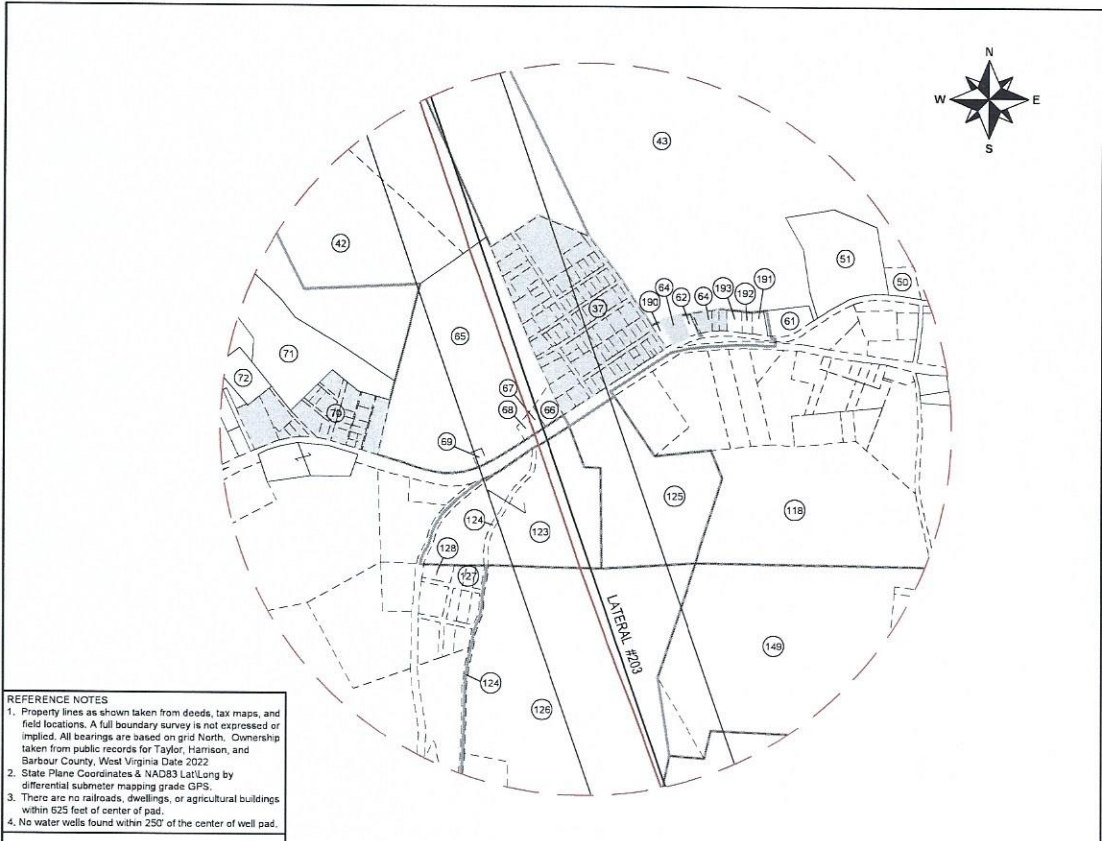 N
W E
S
43
42
51
50
190
64
62
64
193
192
191
61
37
65
71
72
70
67
68
66
69
124
123
125
118
128
127
LATERAL #203
149
124
126
REFERENCE NOTES
1. Property lines as shown taken from deeds, tax maps, and
field locations. A full boundary survey is not expressed or
implied. All bearings are based on grid North. Ownership
taken from public records for Taylor, Harrison, and
Barbour County, West Virginia Date 2022
2. State Plane Coordinates & NAD83 Lat\Long by
differential submeter mapping grade GPS.
3. There are no railroads, dwellings, or agricultural buildings
within 625 feet of center of pad.
4. No water wells found within 250' of the center of well pad.